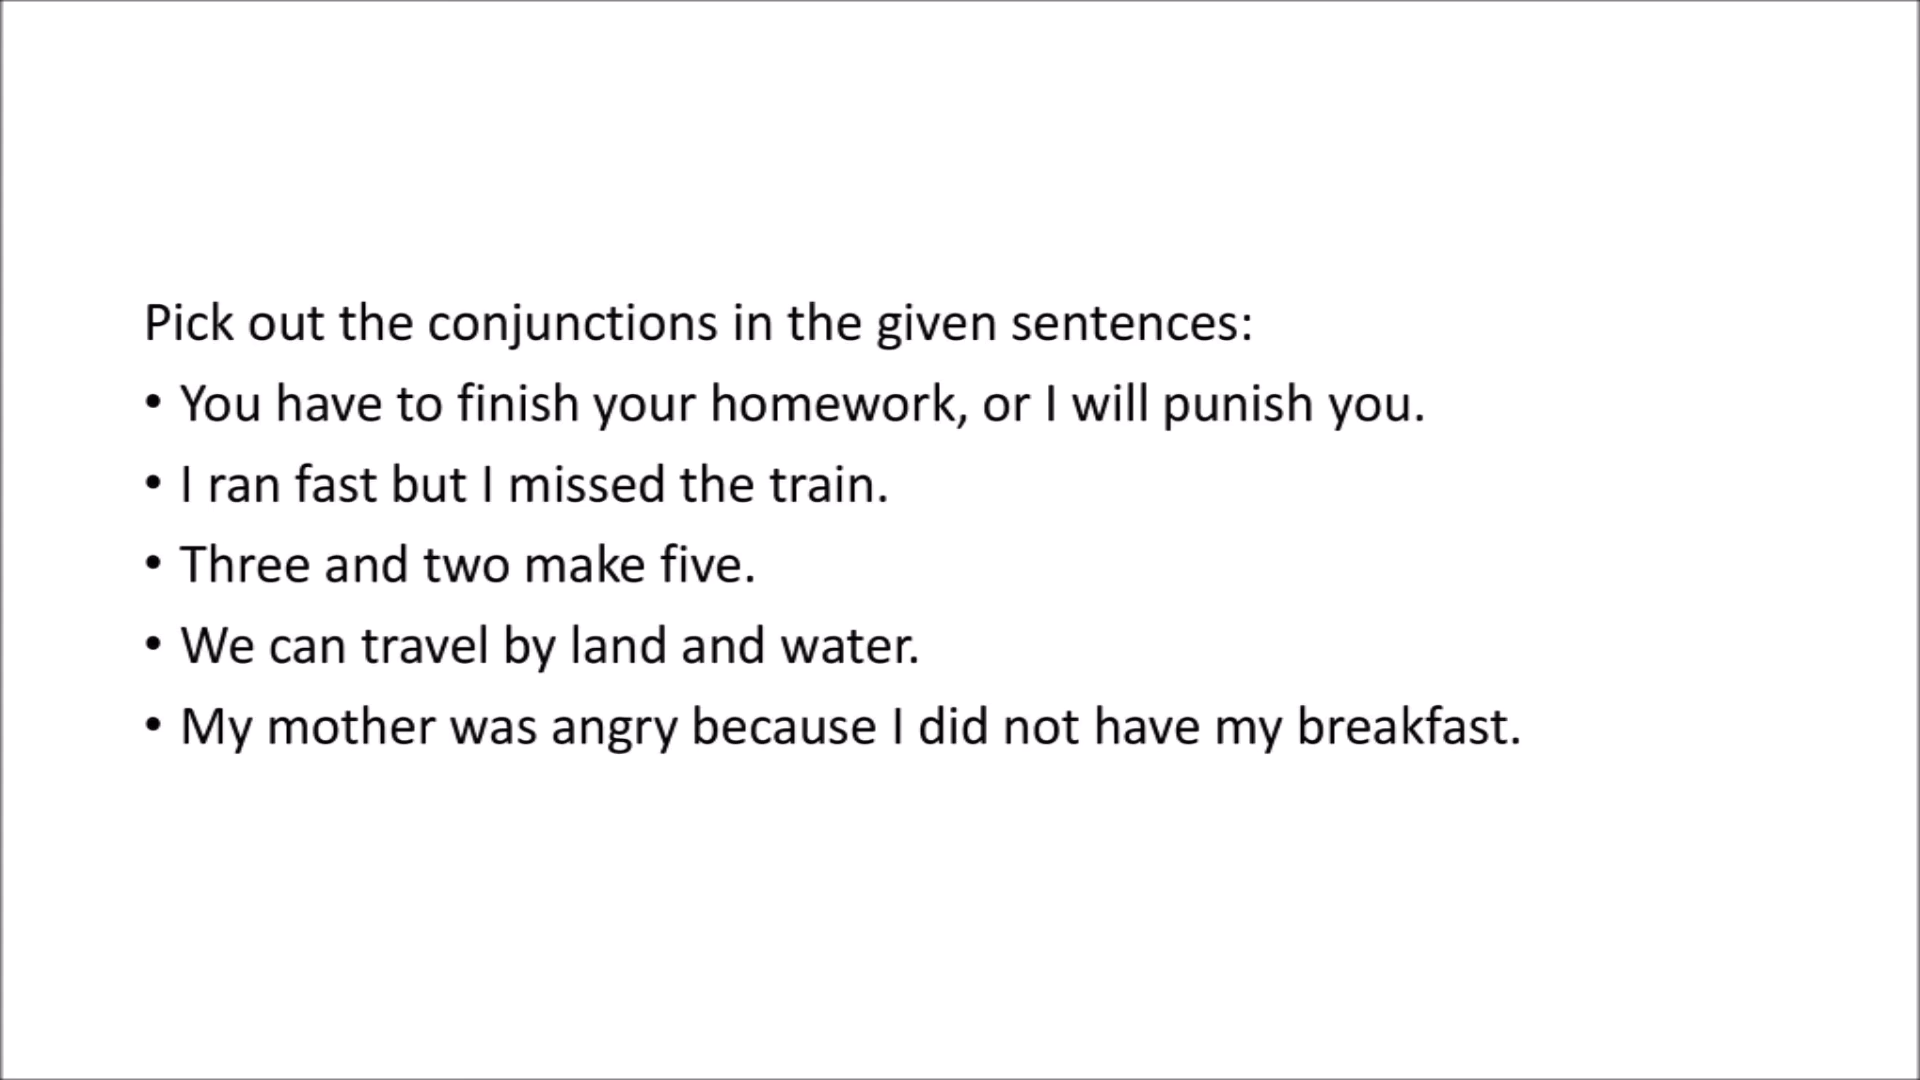 Pick out the conjunctions in the given sentences:
• You have to finish your homework, or I will punish you.
• I ran fast but I missed the train.
• Three and two make five.
• We can travel by land and water.
• My mother was angry because I did not have my breakfast.